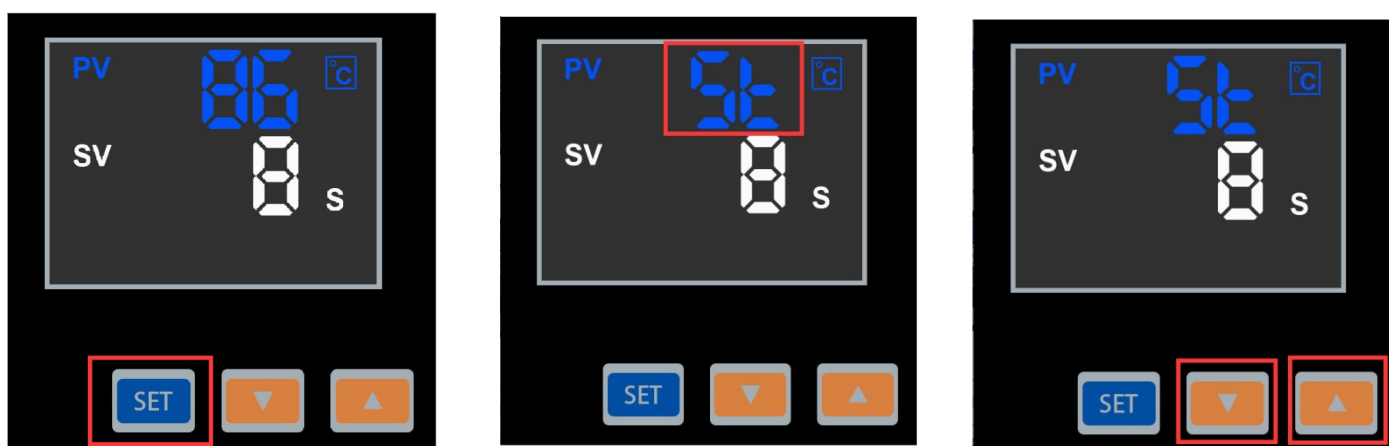 PV 86 °C
SV 8 S
SET ▼ ▲
PV St °C
SV 8 S
SET ▼ ▲
PV St °C
SV 8 S
SET ▼ ▲